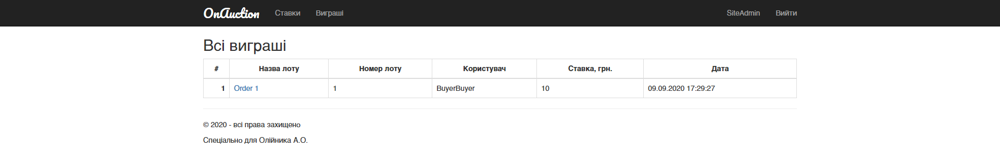 OnAuction Ставки Виграші SiteAdmin Вийти
Всі виграші
# Назва лоту Номер лоту Користувач Ставка, грн. Дата
1 Order 1 1 BuyerBuyer 10 09.09.2020 17:29:27
© 2020 - всі права захищено
Спеціально для Олійника А.О.